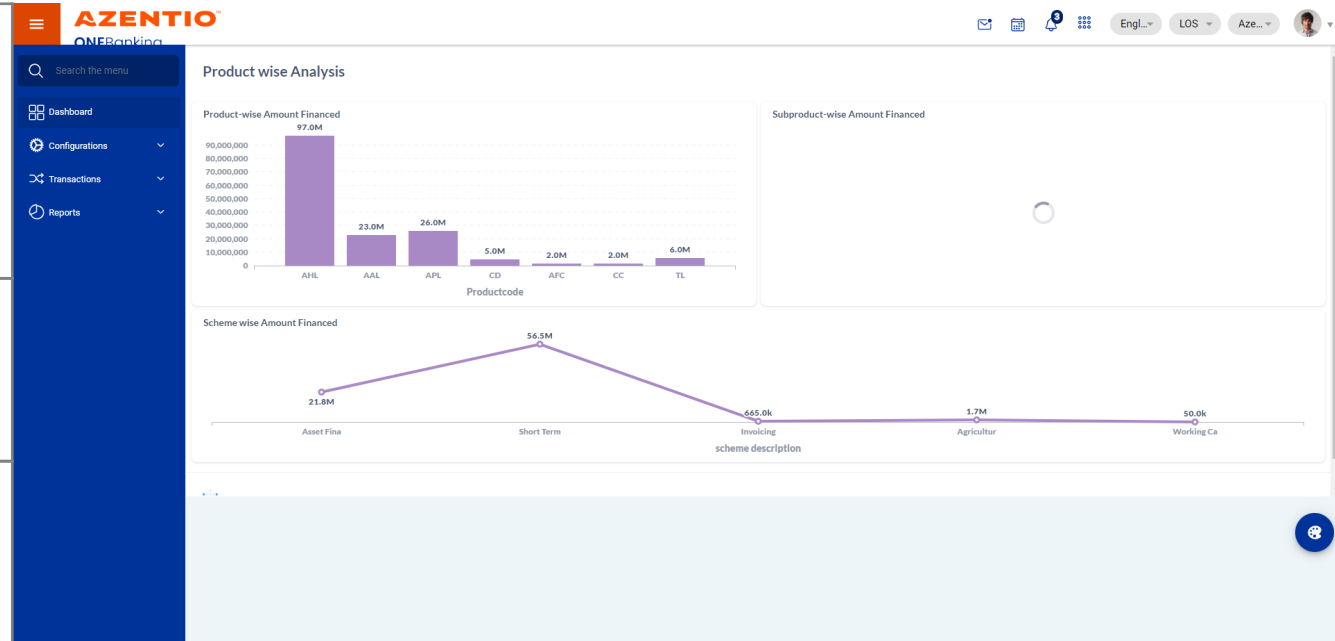 AZENTIO
ONEBanking
3
Engl...
LOS
Aze...
Search the menu
Dashboard
Configurations
Transactions
Reports
Product wise Analysis
Product-wise Amount Financed
97.0M
90,000,000
80,000,000
70,000,000
60,000,000
50,000,000
40,000,000
30,000,000
20,000,000
10,000,000
0
23.0M
26.0M
5.0M
2.0M
2.0M
6.0M
AHL
AAL
APL
CD
AFC
CC
TL
Productcode
Subproduct-wise Amount Financed
Scheme wise Amount Financed
21.8M
56.5M
665.0k
1.7M
50.0k
Asset Fina
Short Term
Invoicing
Agricultur
Working Ca
scheme description